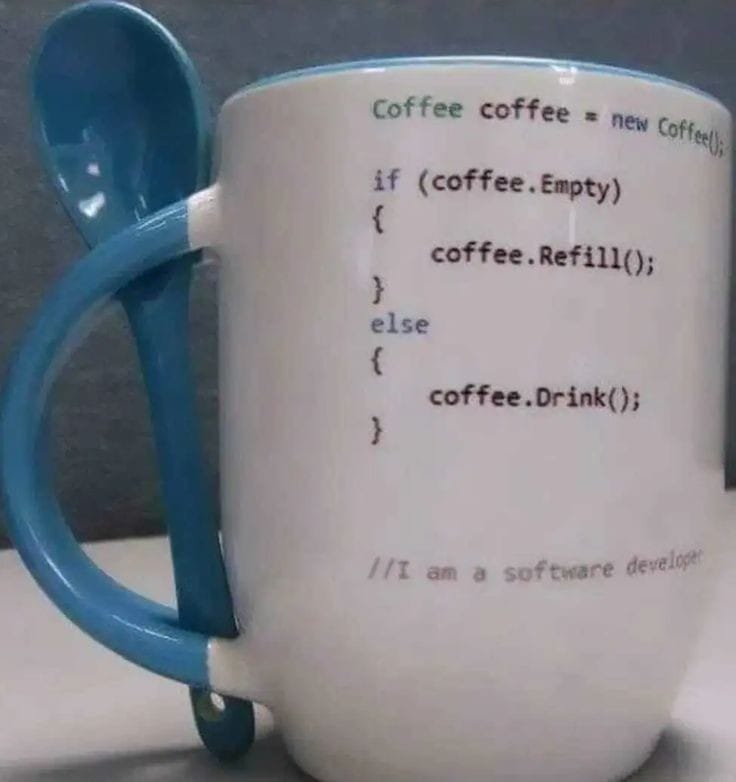 Coffee coffee = new Coffee();
if (coffee.Empty)
{
coffee.Refill();
}
else
{
coffee.Drink();
}
//I am a software developer